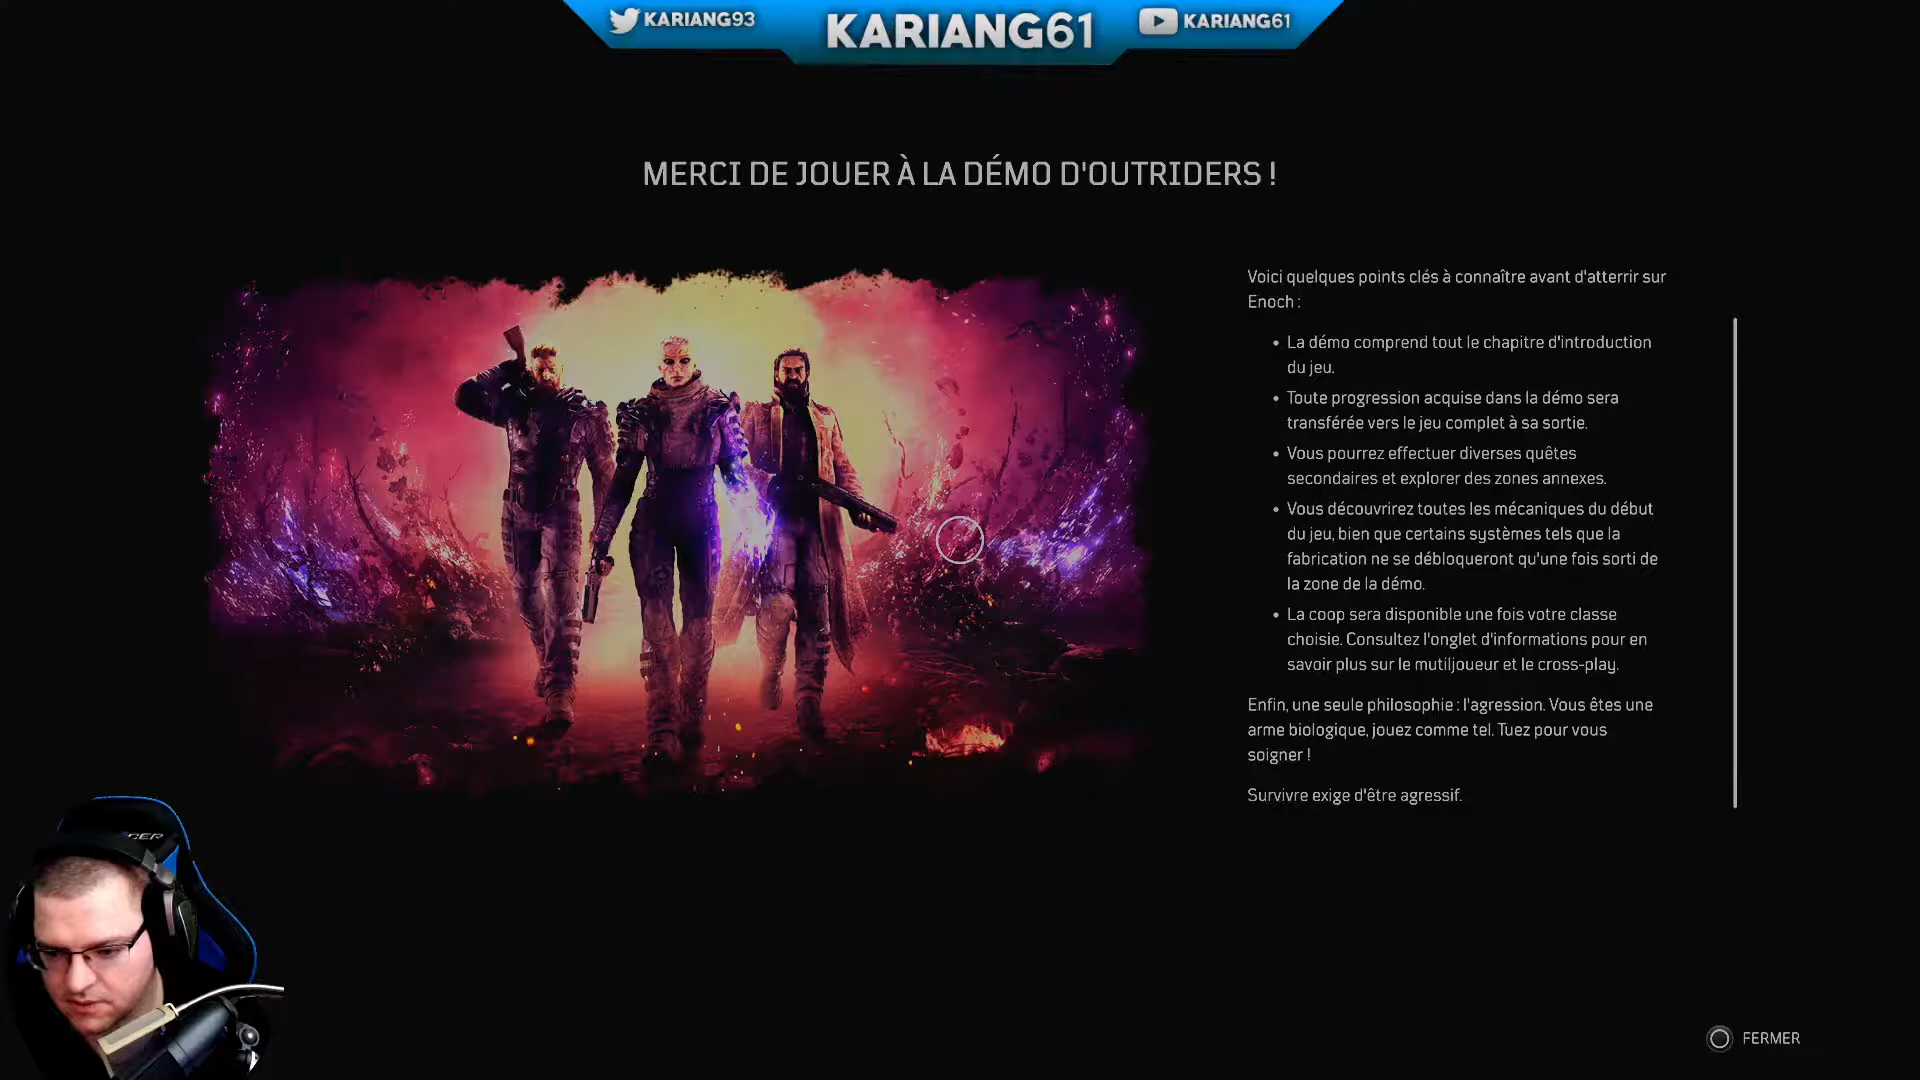 KARIANG93
KARIANG61
KARIANG61
MERCI DE JOUER À LA DÉMO D'OUTRIDERS !
Voici quelques points clés à connaître avant d'atterrir sur
Enoch :
• La démo comprend tout le chapitre d'introduction
du jeu.
• Toute progression acquise dans la démo sera
transférée vers le jeu complet à sa sortie.
• Vous pourrez effectuer diverses quêtes
secondaires et explorer des zones annexes.
• Vous découvrirez toutes les mécaniques du début
du jeu, bien que certains systèmes tels que la
fabrication ne se débloqueront qu'une fois sorti de
la zone de la démo.
• La coop sera disponible une fois votre classe
choisie. Consultez l'onglet d'informations pour en
savoir plus sur le mutiljoueur et le cross-play.
Enfin, une seule philosophie : l'agression. Vous êtes une
arme biologique, jouez comme tel. Tuez pour vous
soigner !
Survivre exige d'être agressif.
FERMER